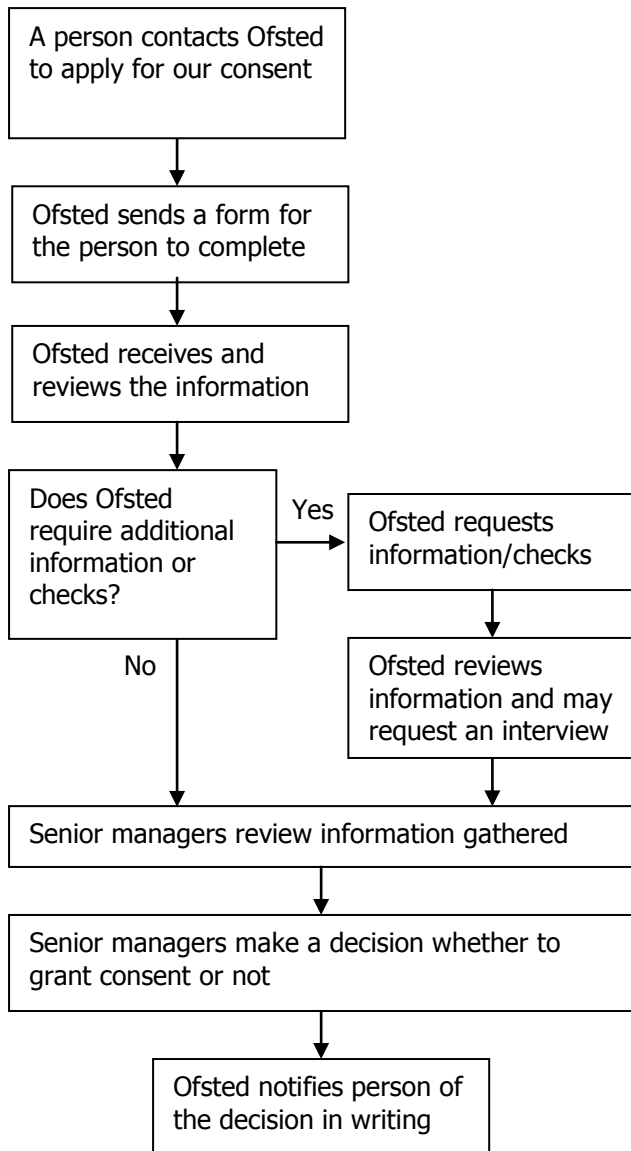 A person contacts Ofsted
to apply for our consent
Ofsted sends a form for
the person to complete
Ofsted receives and
reviews the information
Does Ofsted
require additional
information or
checks?
Yes
Ofsted requests
information/checks
No
Ofsted reviews
information and may
request an interview
Senior managers review information gathered
Senior managers make a decision whether to
grant consent or not
Ofsted notifies person of
the decision in writing